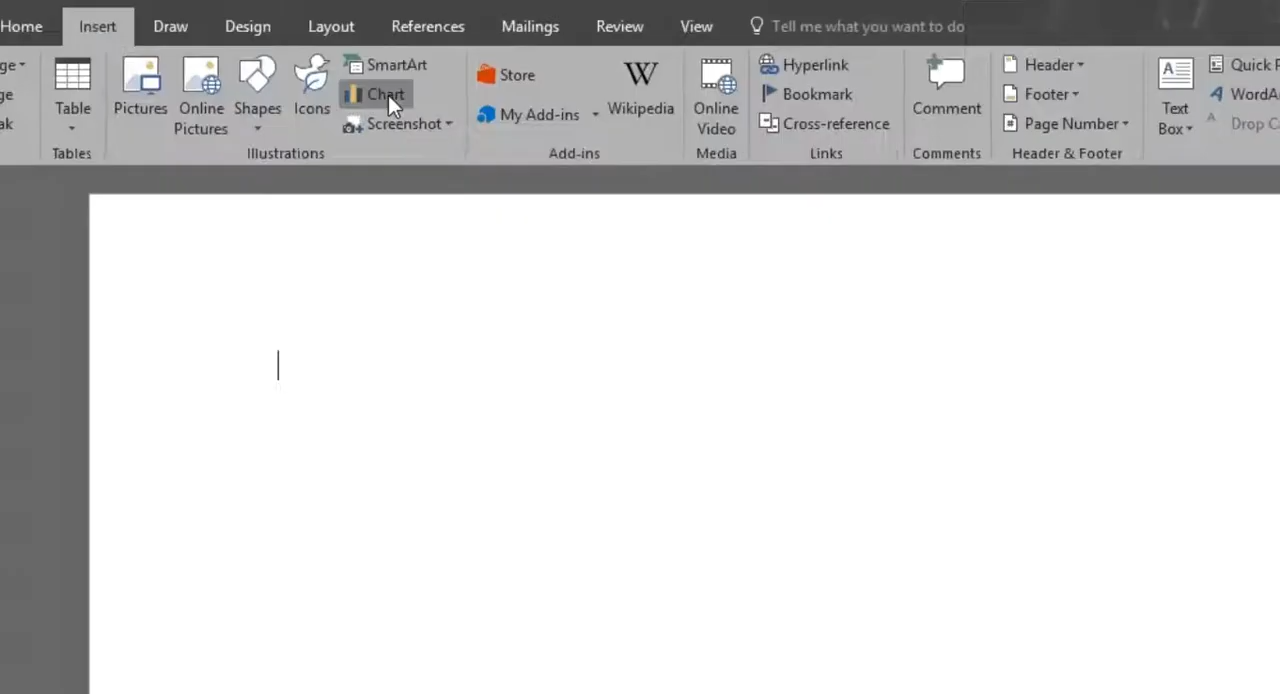 Home Insert Draw Design Layout References Mailings Review View Tell me what you want to do
Table
Tables
Pictures
Online
Pictures
Shapes
Icons
SmartArt
Chart
Screenshot
Illustrations
Store
My Add-ins
Wikipedia
Add-ins
Online
Video
Media
Hyperlink
Bookmark
Cross-reference
Links
Comment
Comments
Header
Footer
Page Number
Header & Footer
Text
Box
Quick
Drop